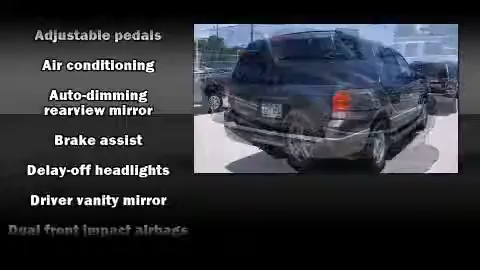 Adjustable pedals
Air conditioning
Auto-dimming
rearview mirror
Brake assist
Delay-off headlights
Driver vanity mirror
Dual front impact airbags